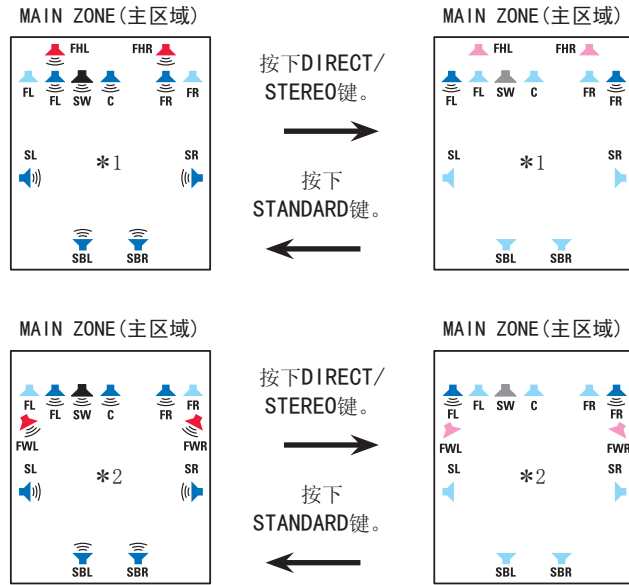 MAIN ZONE(主区域)
FHL FHR
FL FL SW C FR FR
SL SR
*1
SBL SBR
按下DIRECT/
STEREO键。
按下
STANDARD键。
MAIN ZONE(主区域)
FHL FHR
FL FL SW C FR FR
SL SR
*1
SBL SBR
MAIN ZONE(主区域)
FL FL SW C FR FR
FWL FWR
SL SR
*2
SBL SBR
按下DIRECT/
STEREO键。
按下
STANDARD键。
MAIN ZONE(主区域)
FL FL SW C FR FR
FWL FWR
SL SR
*2
SBL SBR